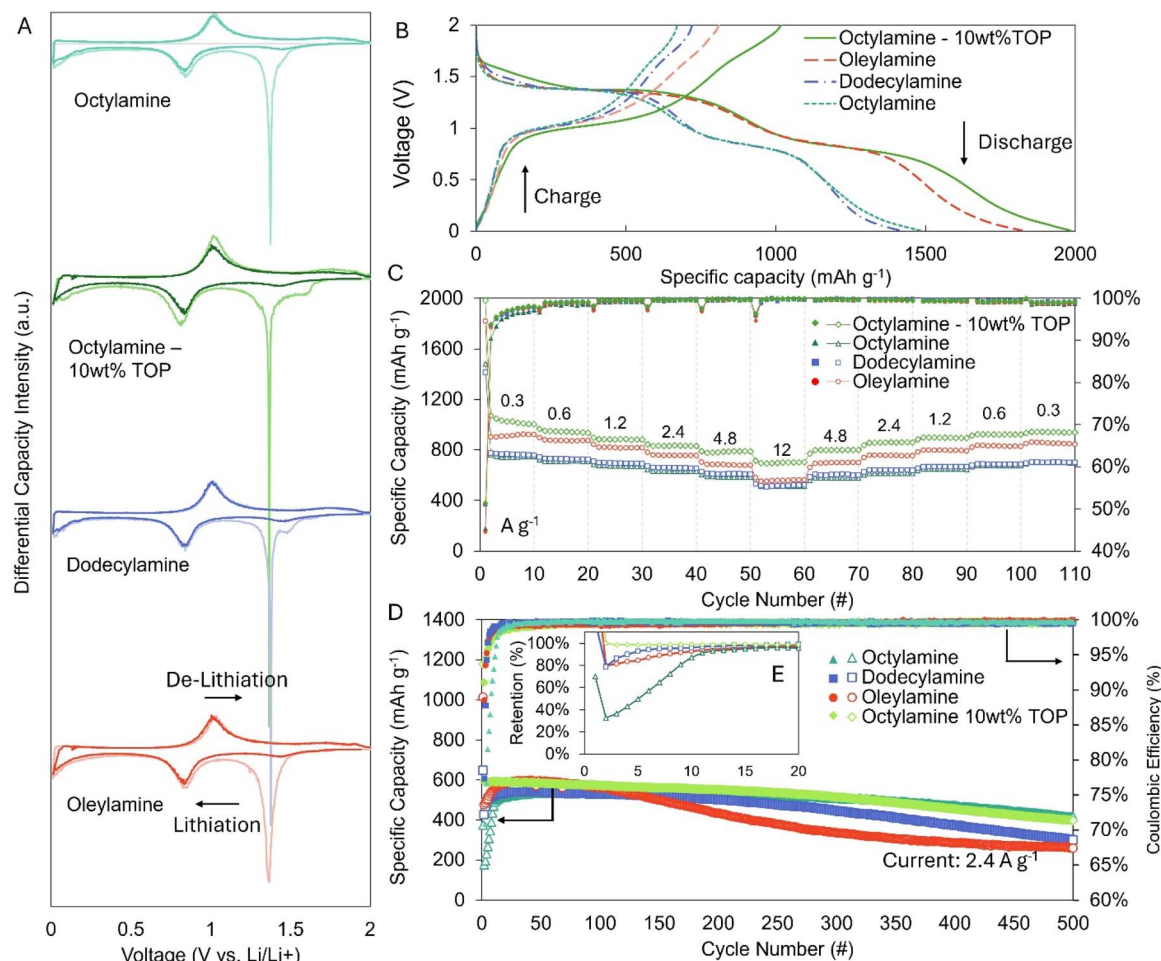 A
Differential Capacity Intensity (a.u.)
Octylamine
Octylamine –
10wt% TOP
Dodecylamine
De-Lithiation
Oleylamine
Lithiation
0 0.5 1 1.5 2
Voltage (V vs. Li/Li+)
B
Voltage (V)
2
1.5
1
0.5
0
Octylamine - 10wt%TOP
Oleylamine
Dodecylamine
Octylamine
Discharge
Charge
0 500 1000 1500 2000
Specific capacity (mAh g-1)
C
Specific Capacity (mAh g-1)
2000
1600
1200
800
400
0
100%
90%
80%
70%
60%
50%
40%
Octylamine - 10wt% TOP
Octylamine
Dodecylamine
Oleylamine
0.3 0.6 1.2 2.4 4.8 12 4.8 2.4 1.2 0.6 0.3
A g-1
0 10 20 30 40 50 60 70 80 90 100 110
Cycle Number (#)
D
Specific Capacity (mAh g-1)
1400
1200
1000
800
600
400
200
0
100%
95%
90%
85%
80%
75%
70%
65%
60%
Coulombic Efficiency (%)
Retention (%)
100%
80%
60%
40%
20%
0%
E
0 5 10 15 20
Octylamine
Dodecylamine
Oleylamine
Octylamine 10wt% TOP
Current: 2.4 A g-1
0 50 100 150 200 250 300 350 400 450 500
Cycle Number (#)